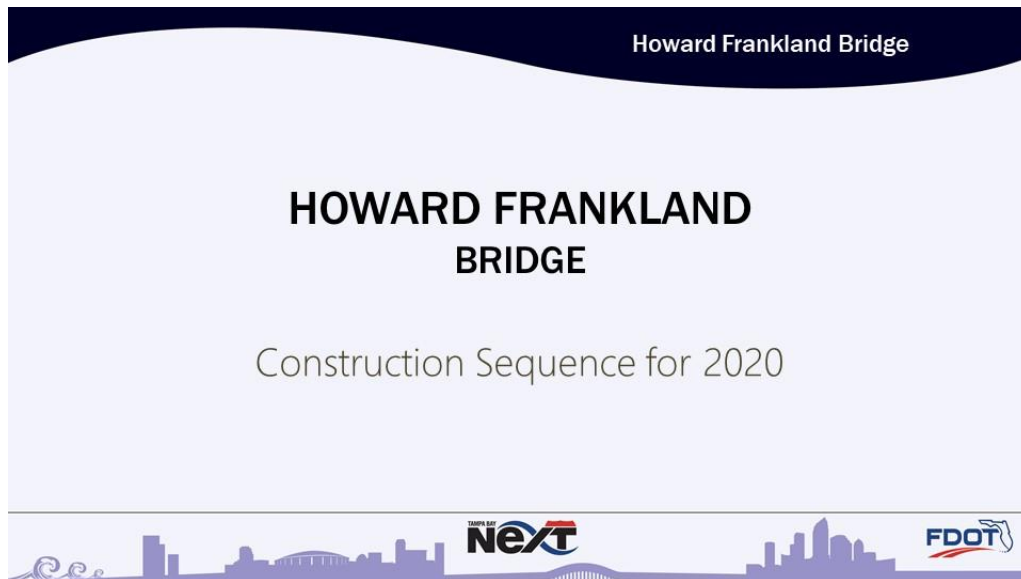 Howard Frankland Bridge
HOWARD FRANKLAND
BRIDGE
Construction Sequence for 2020
TAMPA BAY
NEXT
FDOT